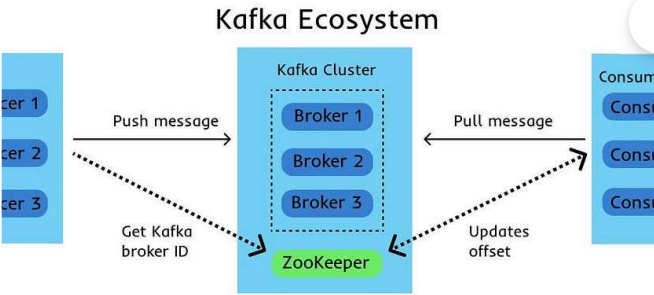 Kafka Ecosystem
cer 1
cer 2
cer 3
Push message
Get Kafka
broker ID
Kafka Cluster
Broker 1
Broker 2
Broker 3
ZooKeeper
Pull message
Updates
offset
Consum
Consu
Consu
Consu